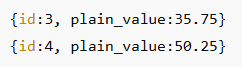 {id:3, plain_value:35.75}
{id:4, plain_value:50.25}